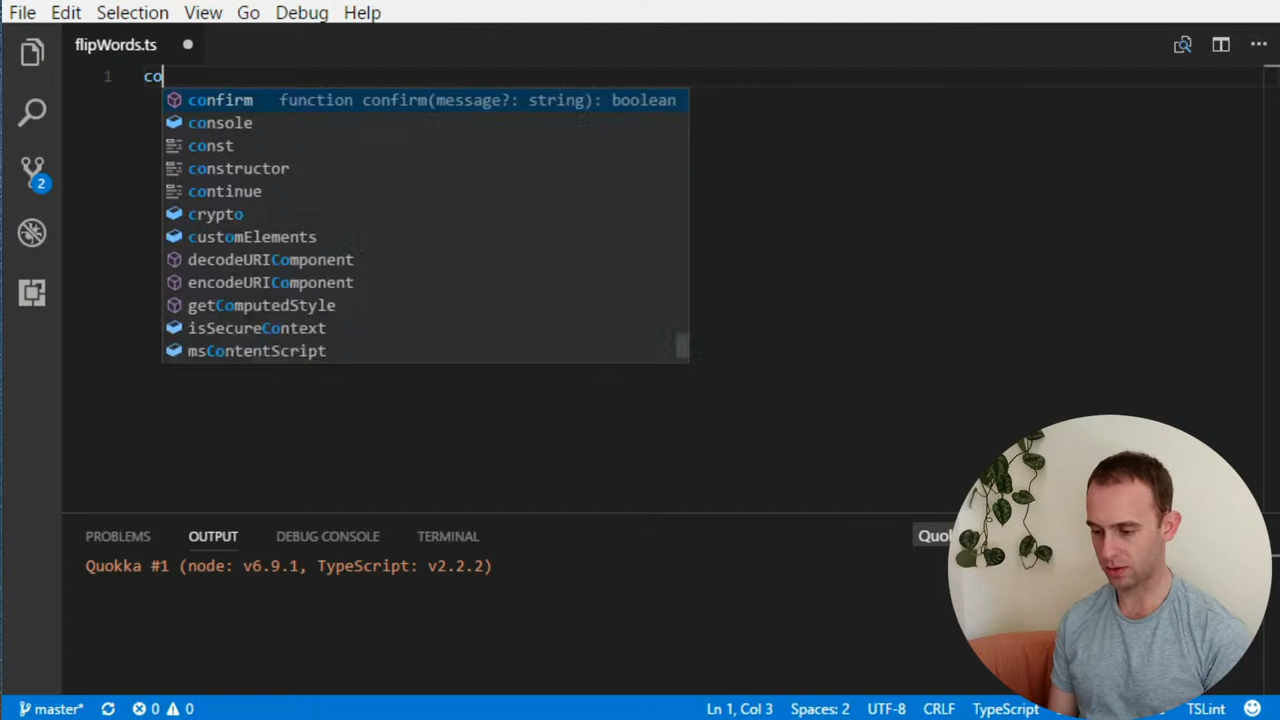 File Edit Selection View Go Debug Help
flipWords.ts
1 co
confirm function confirm(message?: string): boolean
console
const
constructor
continue
crypto
customElements
decodeURIComponent
encodeURIComponent
getComputedStyle
isSecureContext
msContentScript
PROBLEMS OUTPUT DEBUG CONSOLE TERMINAL
Quokka #1 (node: v6.9.1, TypeScript: v2.2.2)
2
master* 0 0 Ln 1, Col 3 Spaces: 2 UTF-8 CRLF TypeScript TSLint